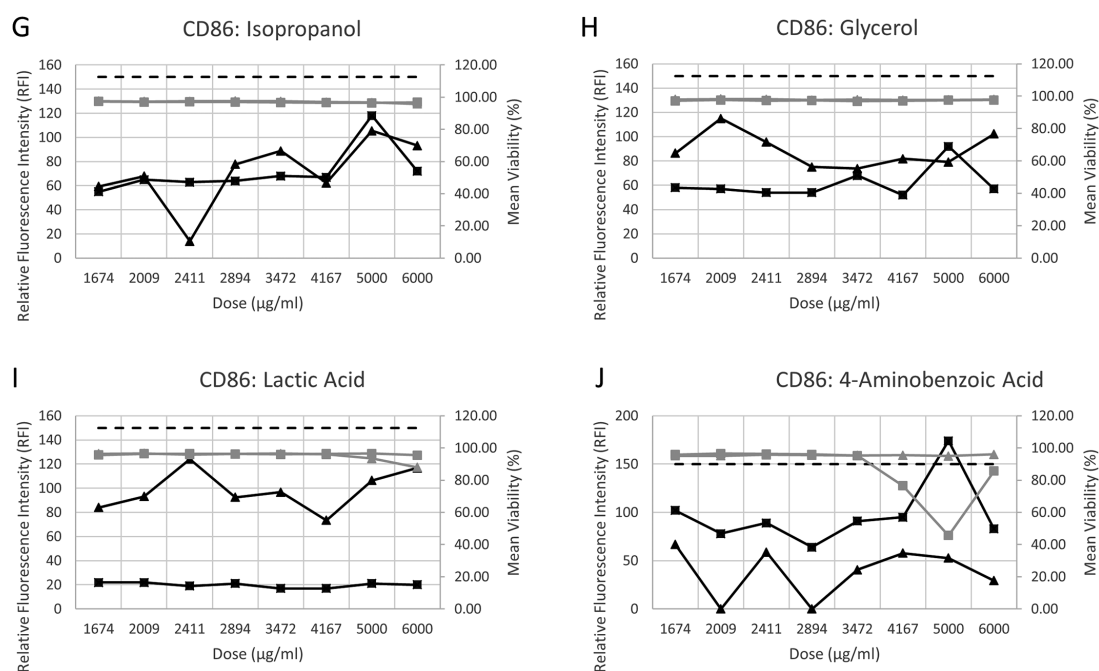 G
CD86: Isopropanol
Relative Fluorescence Intensity (RFI)
160
140
120
100
80
60
40
20
0
120.00
100.00
80.00
60.00
40.00
20.00
0.00
Mean Viability (%)
1674 2009 2411 2894 3472 4167 5000 6000
Dose (μg/ml)
H
CD86: Glycerol
Relative Fluorescence Intensity (RFI)
160
140
120
100
80
60
40
20
0
120.00
100.00
80.00
60.00
40.00
20.00
0.00
Mean Viability (%)
1674 2009 2411 2894 3472 4167 5000 6000
Dose (μg/ml)
I
CD86: Lactic Acid
Relative Fluorescence Intensity (RFI)
160
140
120
100
80
60
40
20
0
120.00
100.00
80.00
60.00
40.00
20.00
0.00
Mean Viability (%)
1674 2009 2411 2894 3472 4167 5000 6000
Dose (μg/ml)
J
CD86: 4-Aminobenzoic Acid
Relative Fluorescence Intensity (RFI)
200
150
100
50
0
120.00
100.00
80.00
60.00
40.00
20.00
0.00
Mean Viability (%)
1674 2009 2411 2894 3472 4167 5000 6000
Dose (μg/ml)